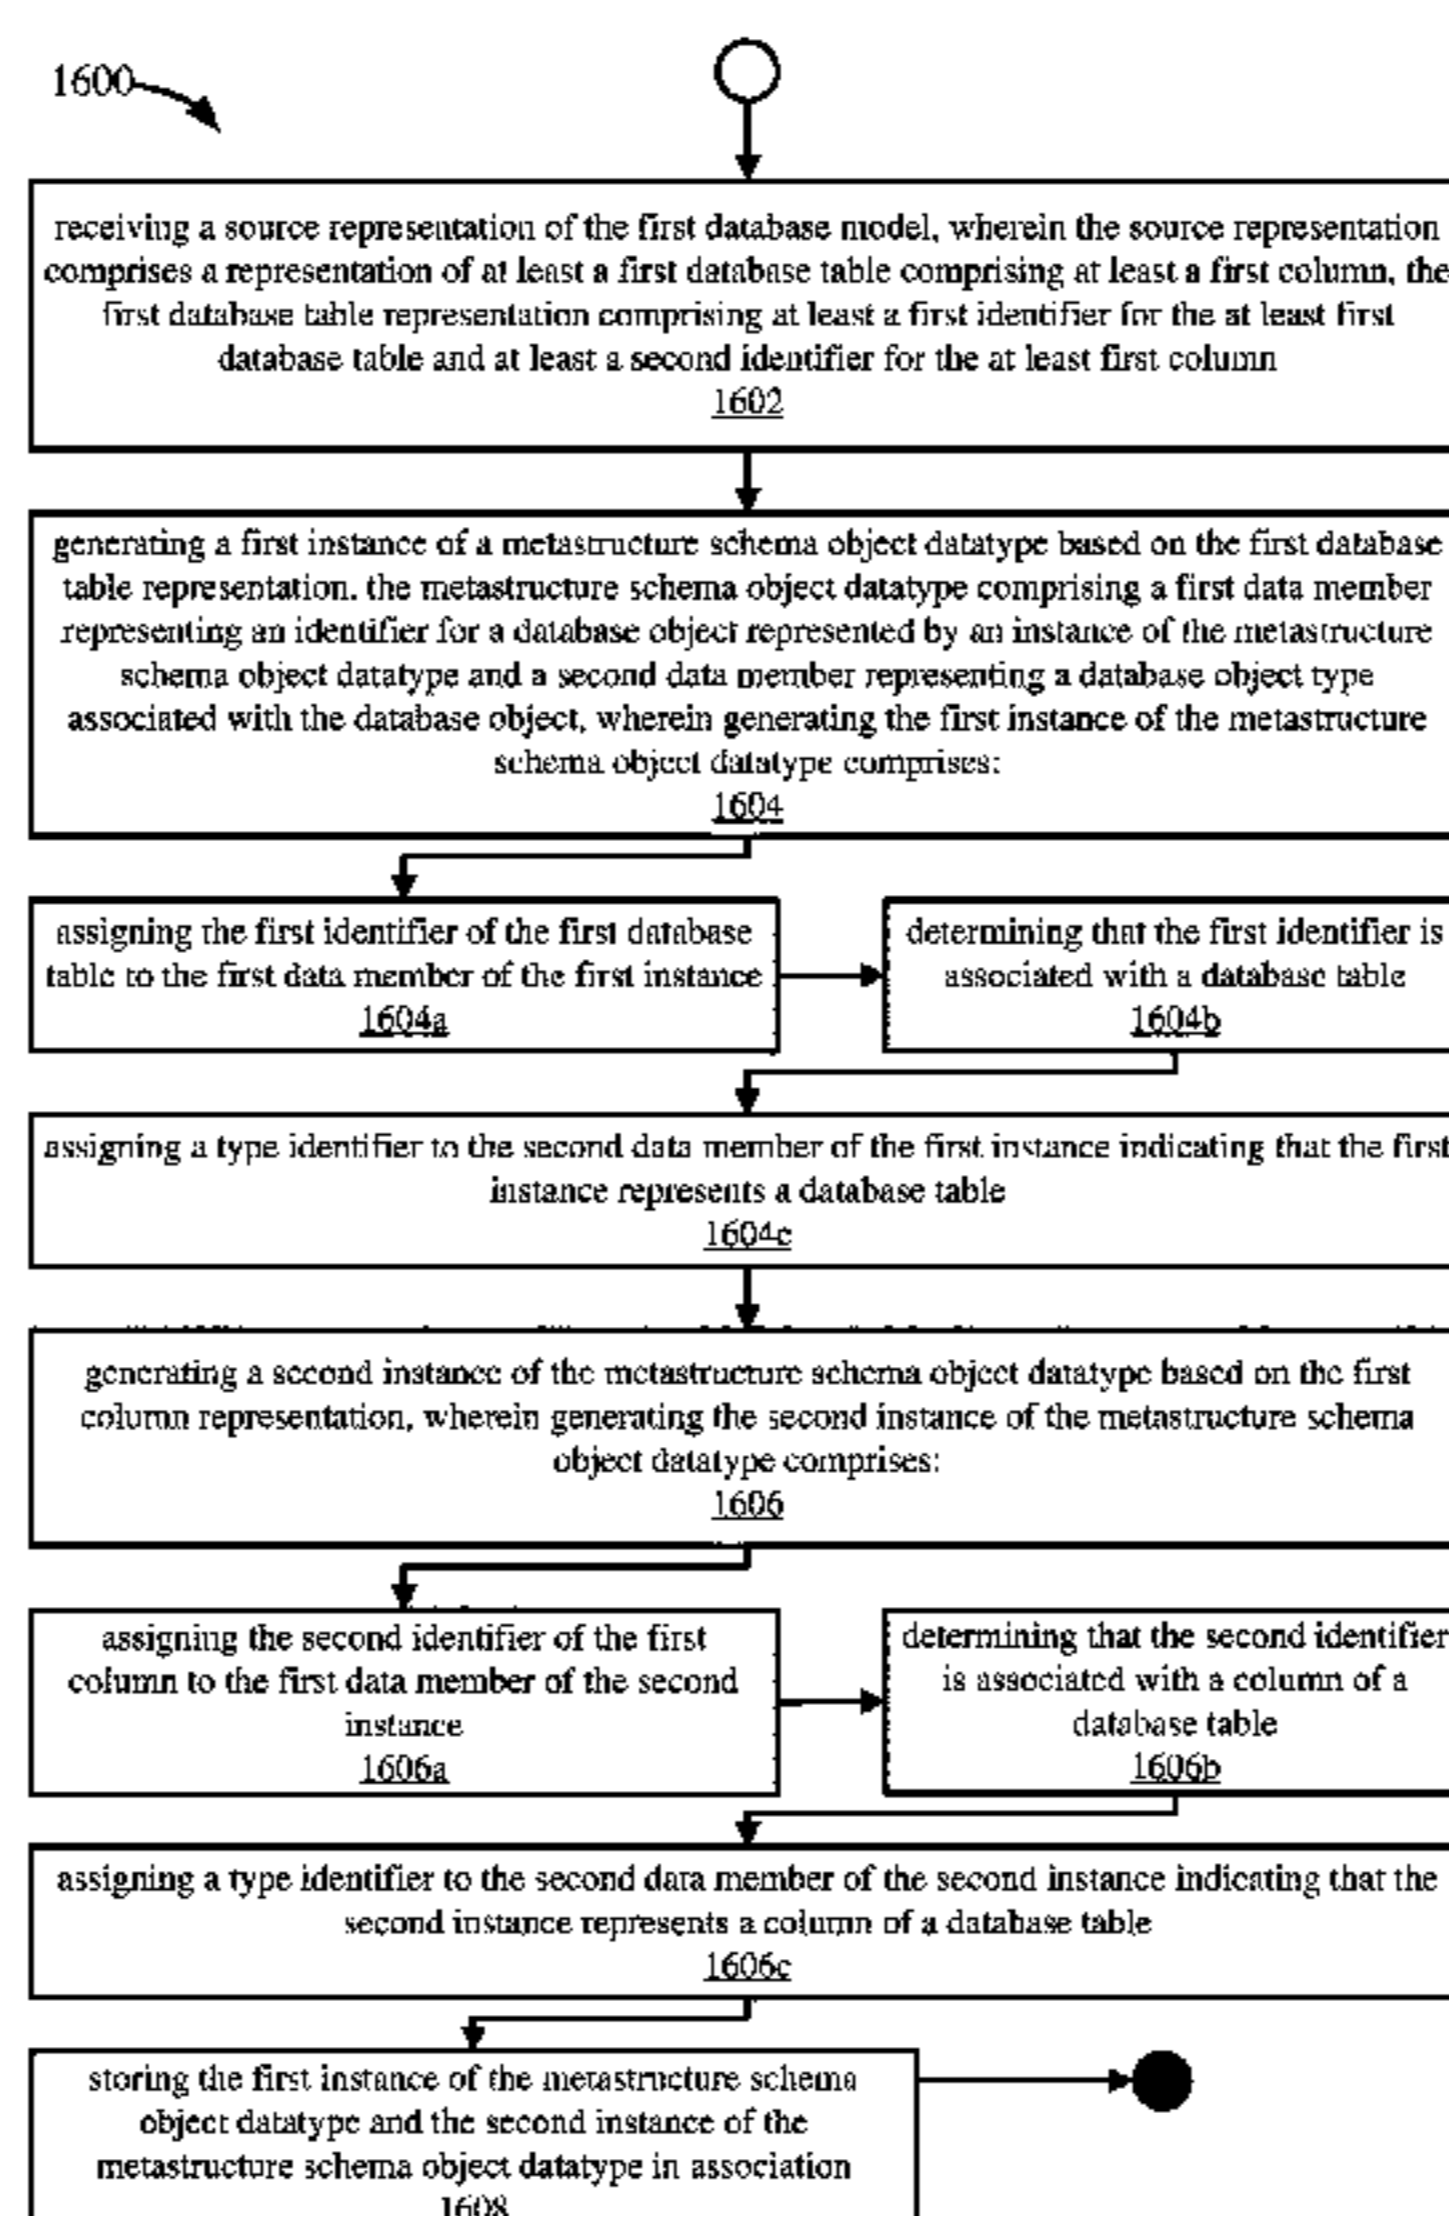 1600
receiving a source representation of the first database model, wherein the source representation
comprises a representation of at least a first database table comprising at least a first column, the
first database table representation comprising at least a first identifier for the at least first
database table and at least a second identifier for the at least first column
1602
generating a first instance of a metastructure schema object datatype based on the first database
table representation. the metastructure schema object datatype comprising a first data member
representing an identifier for a database object represented by an instance of the metastructure
schema object datatype and a second data member representing a database object type
associated with the database object, wherein generating the first instance of the metastructure
schema object datatype comprises:
1604
assigning the first identifier of the first database
table to the first data member of the first instance
1604a
determining that the first identifier is
associated with a database table
1604b
assigning a type identifier to the second data member of the first instance indicating that the first
instance represents a database table
1604c
generating a second instance of the metastructure schema object datatype based on the first
column representation, wherein generating the second instance of the metastructure schema
object datatype comprises:
1606
assigning the second identifier of the first
column to the first data member of the second
instance
1606a
determining that the second identifier
is associated with a column of a
database table
1606b
assigning a type identifier to the second data member of the second instance indicating that the
second instance represents a column of a database table
1606c
storing the first instance of the metastructure schema
object datatype and the second instance of the
metastructure schema object datatype in association
1608